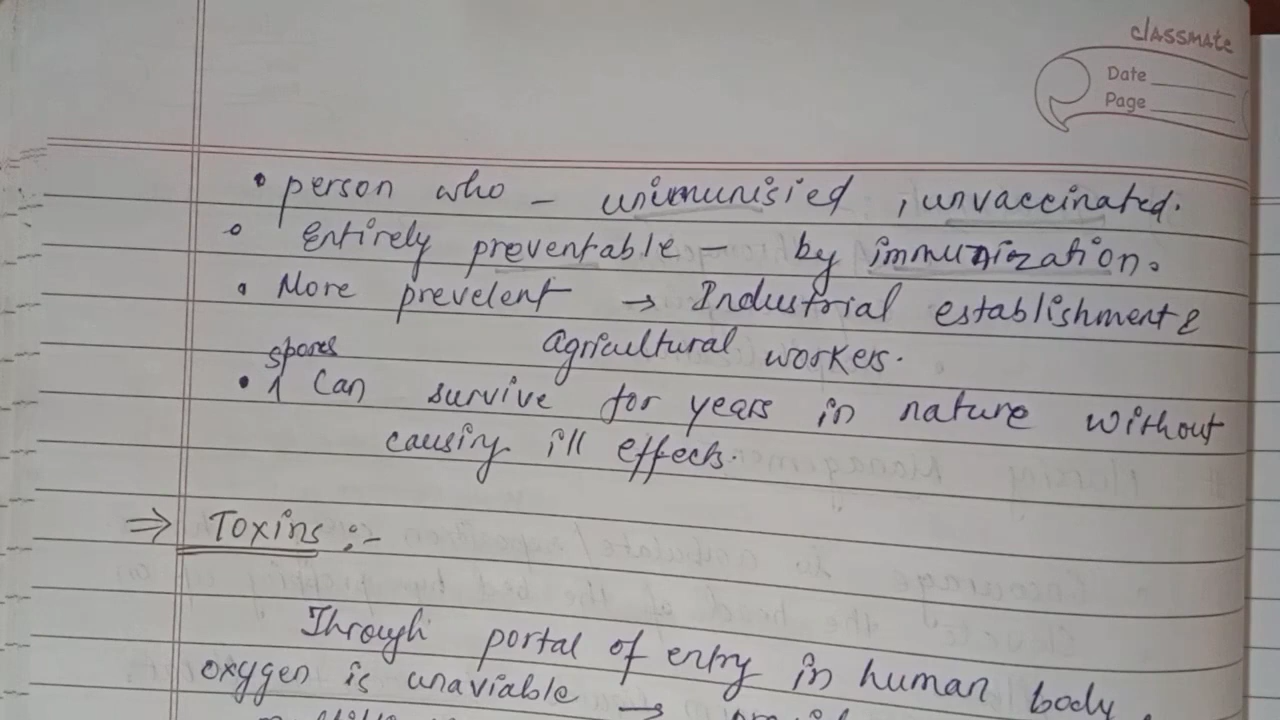 classmate
Date
Page
• person who - unimunisied, unvaccinated.
• Entirely preventable - by immunization.
• More prevelent → Industrial establishment &
agricultural workers.
spores
• ʌ Can survive for years in nature without
causing ill effects.
⇒ Toxins :-
Through portal of entry in human body,
oxygen is unaviable →